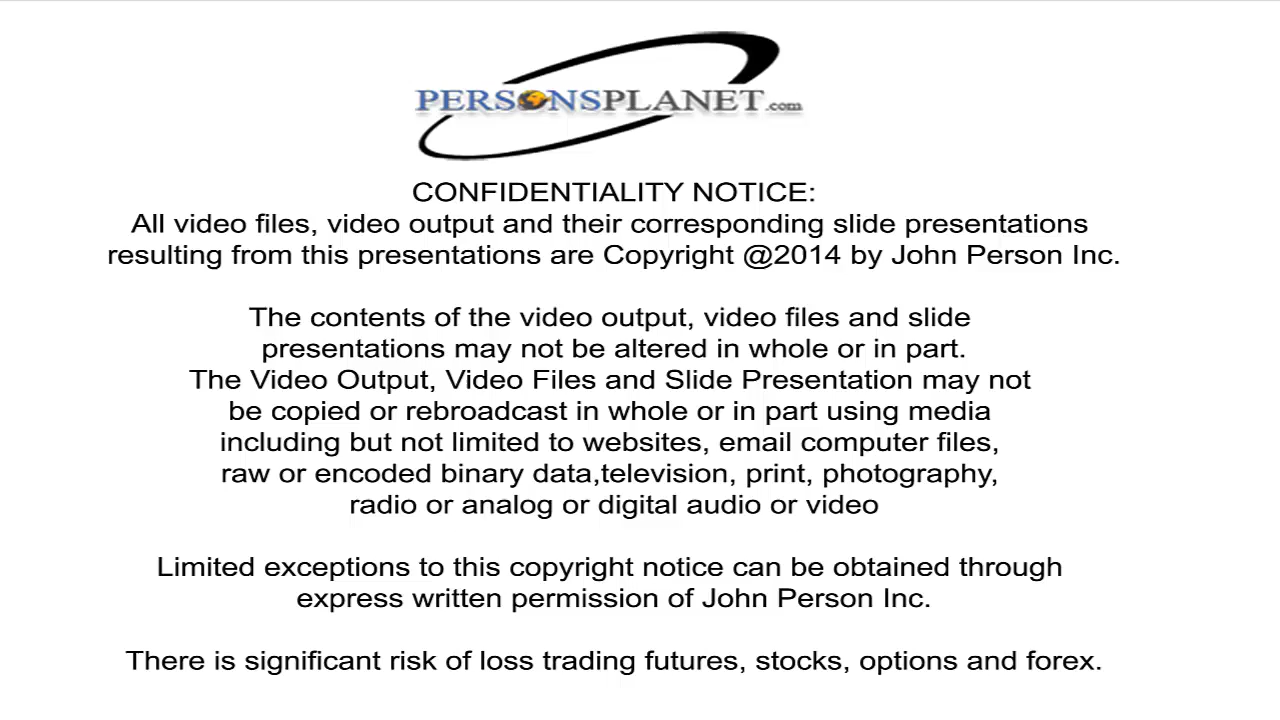 PERSONSPLANET.com
CONFIDENTIALITY NOTICE:
All video files, video output and their corresponding slide presentations
resulting from this presentations are Copyright @2014 by John Person Inc.
The contents of the video output, video files and slide
presentations may not be altered in whole or in part.
The Video Output, Video Files and Slide Presentation may not
be copied or rebroadcast in whole or in part using media
including but not limited to websites, email computer files,
raw or encoded binary data,television, print, photography,
radio or analog or digital audio or video
Limited exceptions to this copyright notice can be obtained through
express written permission of John Person Inc.
There is significant risk of loss trading futures, stocks, options and forex.